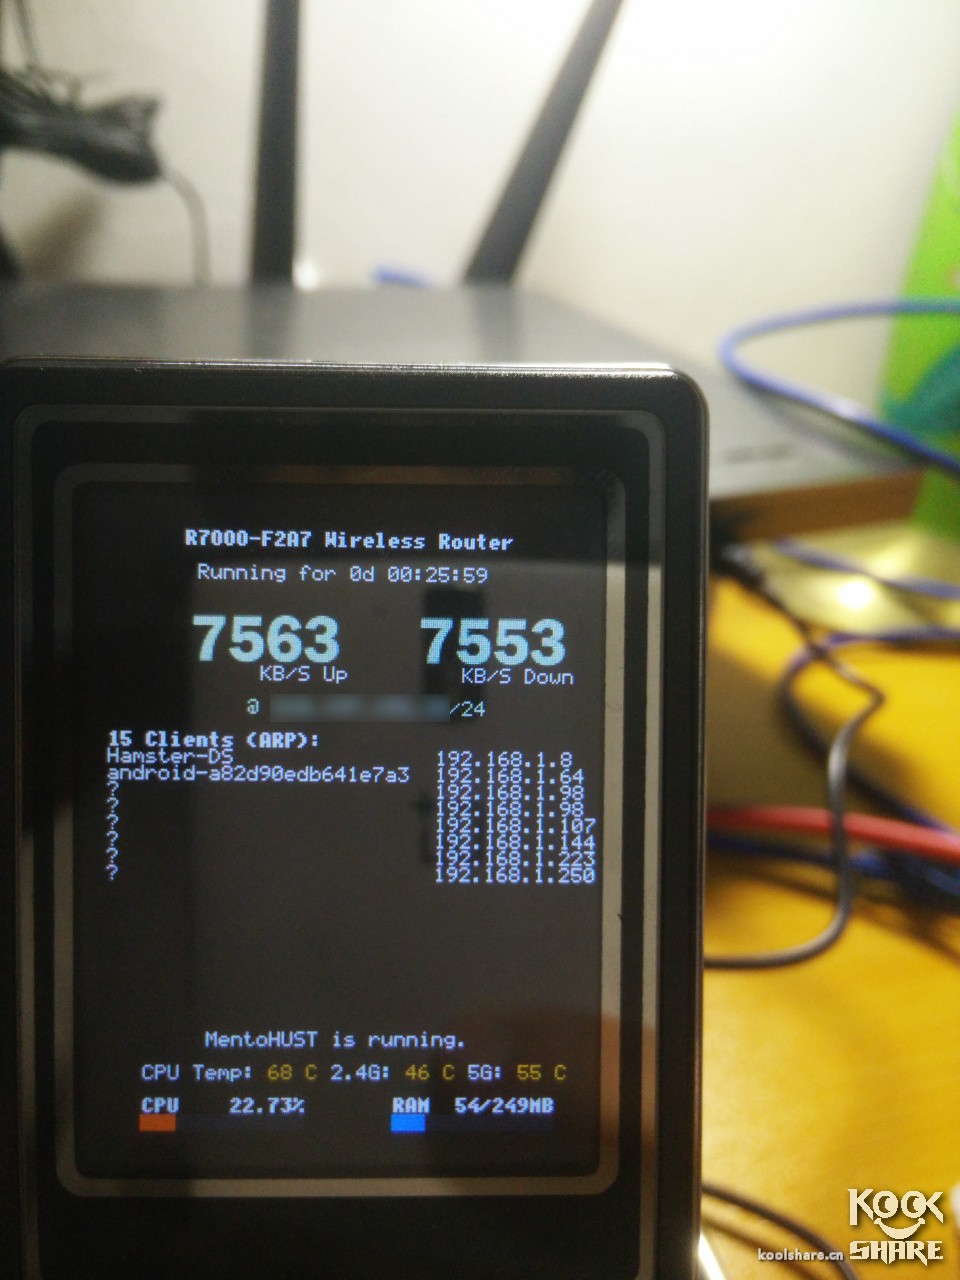 R7000-F2A7 Wireless Router
Running for 0d 00:25:59
7563 7553
KB/S Up KB/S Down
@ /24
15 Clients (ARP):
Hamster-DS 192.168.1.8
android-a82d90edb641e7a3 192.168.1.64
? 192.168.1.98
? 192.168.1.98
? 192.168.1.107
? 192.168.1.144
? 192.168.1.223
? 192.168.1.250
MentoHUST is running.
CPU Temp: 68 C 2.4G: 46 C 5G: 55 C
CPU 22.73% RAM 54/249MB
KOOL
SHARE
koolshare.cn